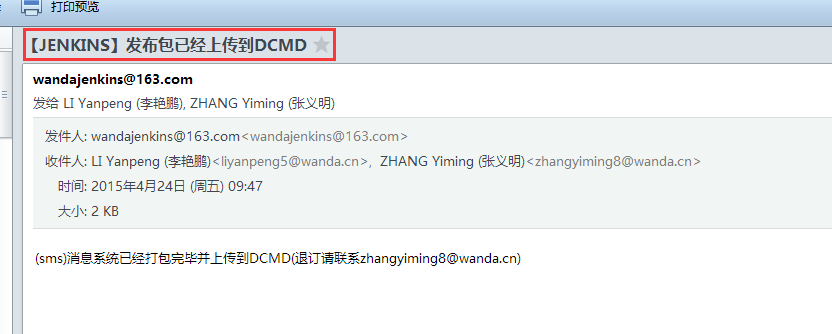 打印预览
【JENKINS】发布包已经上传到DCMD
wandajenkins@163.com
发给 LI Yanpeng (李艳鹏), ZHANG Yiming (张义明)
发件人: wandajenkins@163.com<wandajenkins@163.com>
收件人: LI Yanpeng (李艳鹏)<liyanpeng5@wanda.cn>, ZHANG Yiming (张义明)<zhangyiming8@wanda.cn>
时间: 2015年4月24日 (周五) 09:47
大小: 2 KB
(sms)消息系统已经打包完毕并上传到DCMD(退订请联系zhangyiming8@wanda.cn)